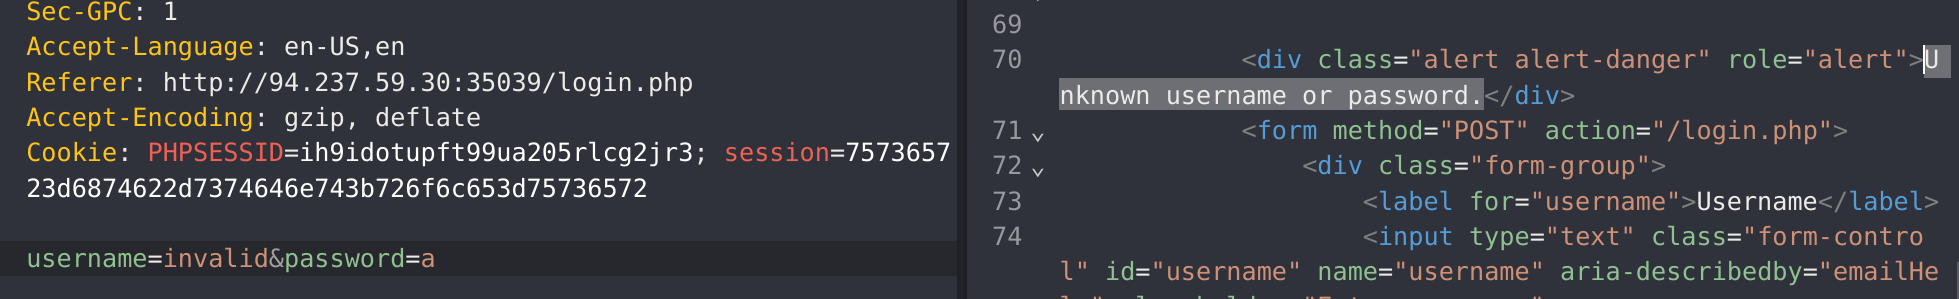 Sec-GPC: 1
Accept-Language: en-US,en
Referer: http://94.237.59.30:35039/login.php
Accept-Encoding: gzip, deflate
Cookie: PHPSESSID=ih9idotupft99ua205rlcg2jr3; session=7573657
23d6874622d7374646e743b726f6c653d75736572
username=invalid&password=a
69
70 <div class="alert alert-danger" role="alert">U
nknown username or password.</div>
71 <form method="POST" action="/login.php">
72 <div class="form-group">
73 <label for="username">Username</label>
74 <input type="text" class="form-contro
l" id="username" name="username" aria-describedby="emailHe